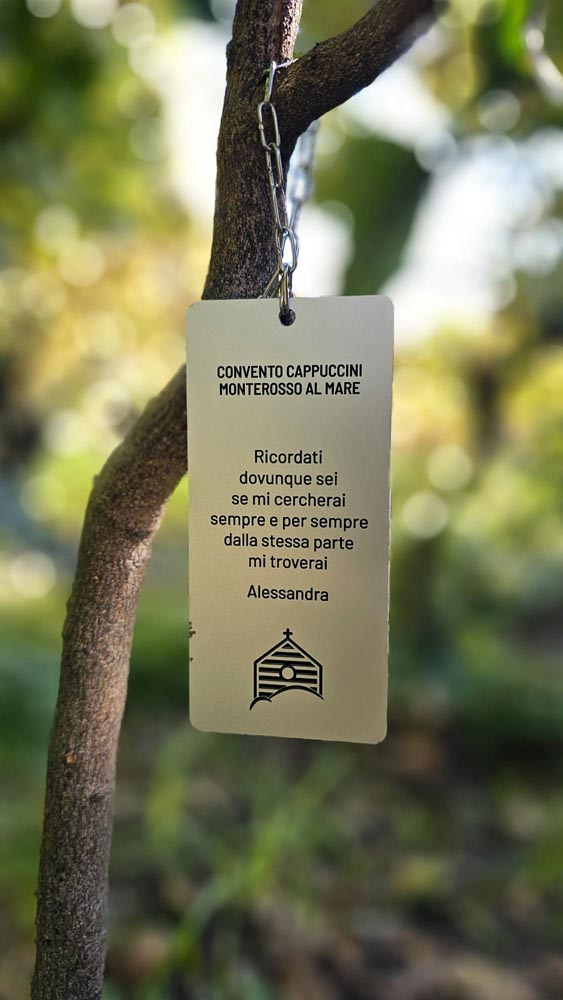 CONVENTO CAPPUCCINI
MONTEROSSO AL MARE
Ricordati
dovunque sei
se mi cercherai
sempre e per sempre
dalla stessa parte
mi troverai
Alessandra